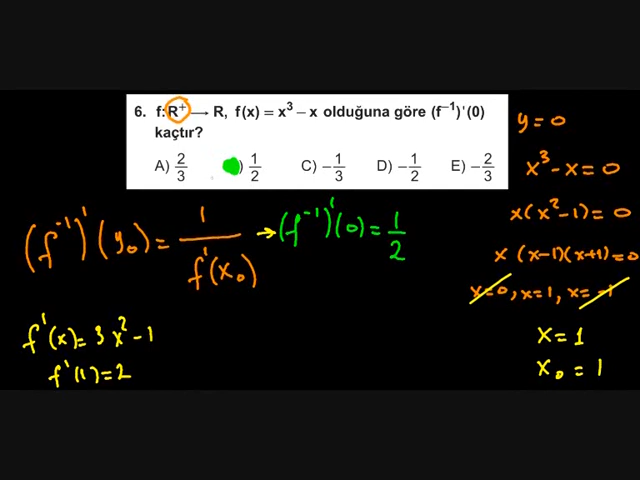 6. f: R⁺ → R, f(x) = x³ – x olduğuna göre (f⁻¹)'(0)
kaçtır?
A) 2/3 ) 1/2 C) –1/3 D) –1/2 E) –2/3
y = 0
x³ – x = 0
x(x² – 1) = 0
x (x–1)(x+1) = 0
x=0, x=1, x=–1
x = 1
x₀ = 1
(f⁻¹)'(y₀) = 1/f'(x₀) → (f⁻¹)'(0) = 1/2
f'(x) = 3x² – 1
f'(1) = 2